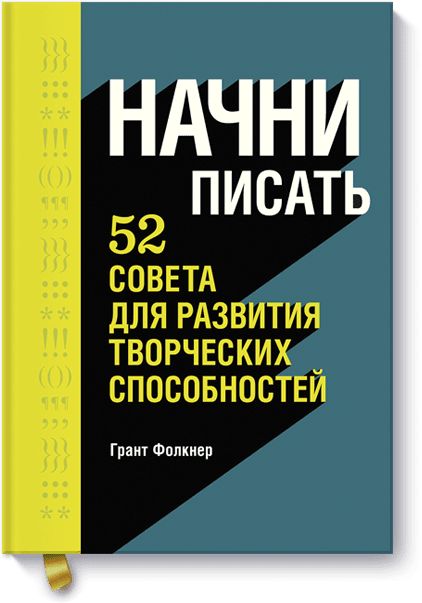 НАЧНИ
ПИСАТЬ
52
СОВЕТА
ДЛЯ РАЗВИТИЯ
ТВОРЧЕСКИХ
СПОСОБНОСТЕЙ
Грант Фолкнер